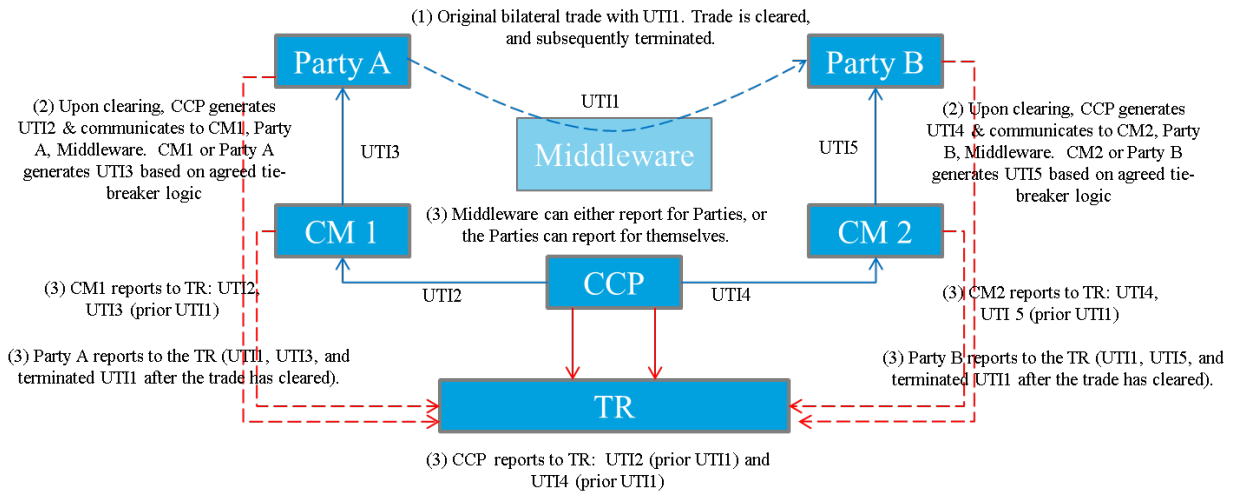 (1) Original bilateral trade with UTI1. Trade is cleared,
and subsequently terminated.
Party A
Party B
UTI1
(2) Upon clearing, CCP generates
UTI2 & communicates to CM1, Party
A, Middleware.  CM1 or Party A
generates UTI3 based on agreed tie-
breaker logic
UTI3
Middleware
UTI5
(2) Upon clearing, CCP generates
UTI4 & communicates to CM2, Party
B, Middleware.  CM2 or Party B
generates UTI5 based on agreed tie-
breaker logic
(3) Middleware can either report for Parties, or
the Parties can report for themselves.
CM 1
CM 2
CCP
UTI2
UTI4
(3) CM1 reports to TR: UTI2,
UTI3 (prior UTI1)
(3) CM2 reports to TR: UTI4,
UTI 5 (prior UTI1)
(3) Party A reports to the TR (UTI1, UTI3, and
terminated UTI1 after the trade has cleared).
(3) Party B reports to the TR (UTI1, UTI5, and
terminated UTI1 after the trade has cleared).
TR
(3) CCP reports to TR:  UTI2 (prior UTI1) and
UTI4 (prior UTI1)